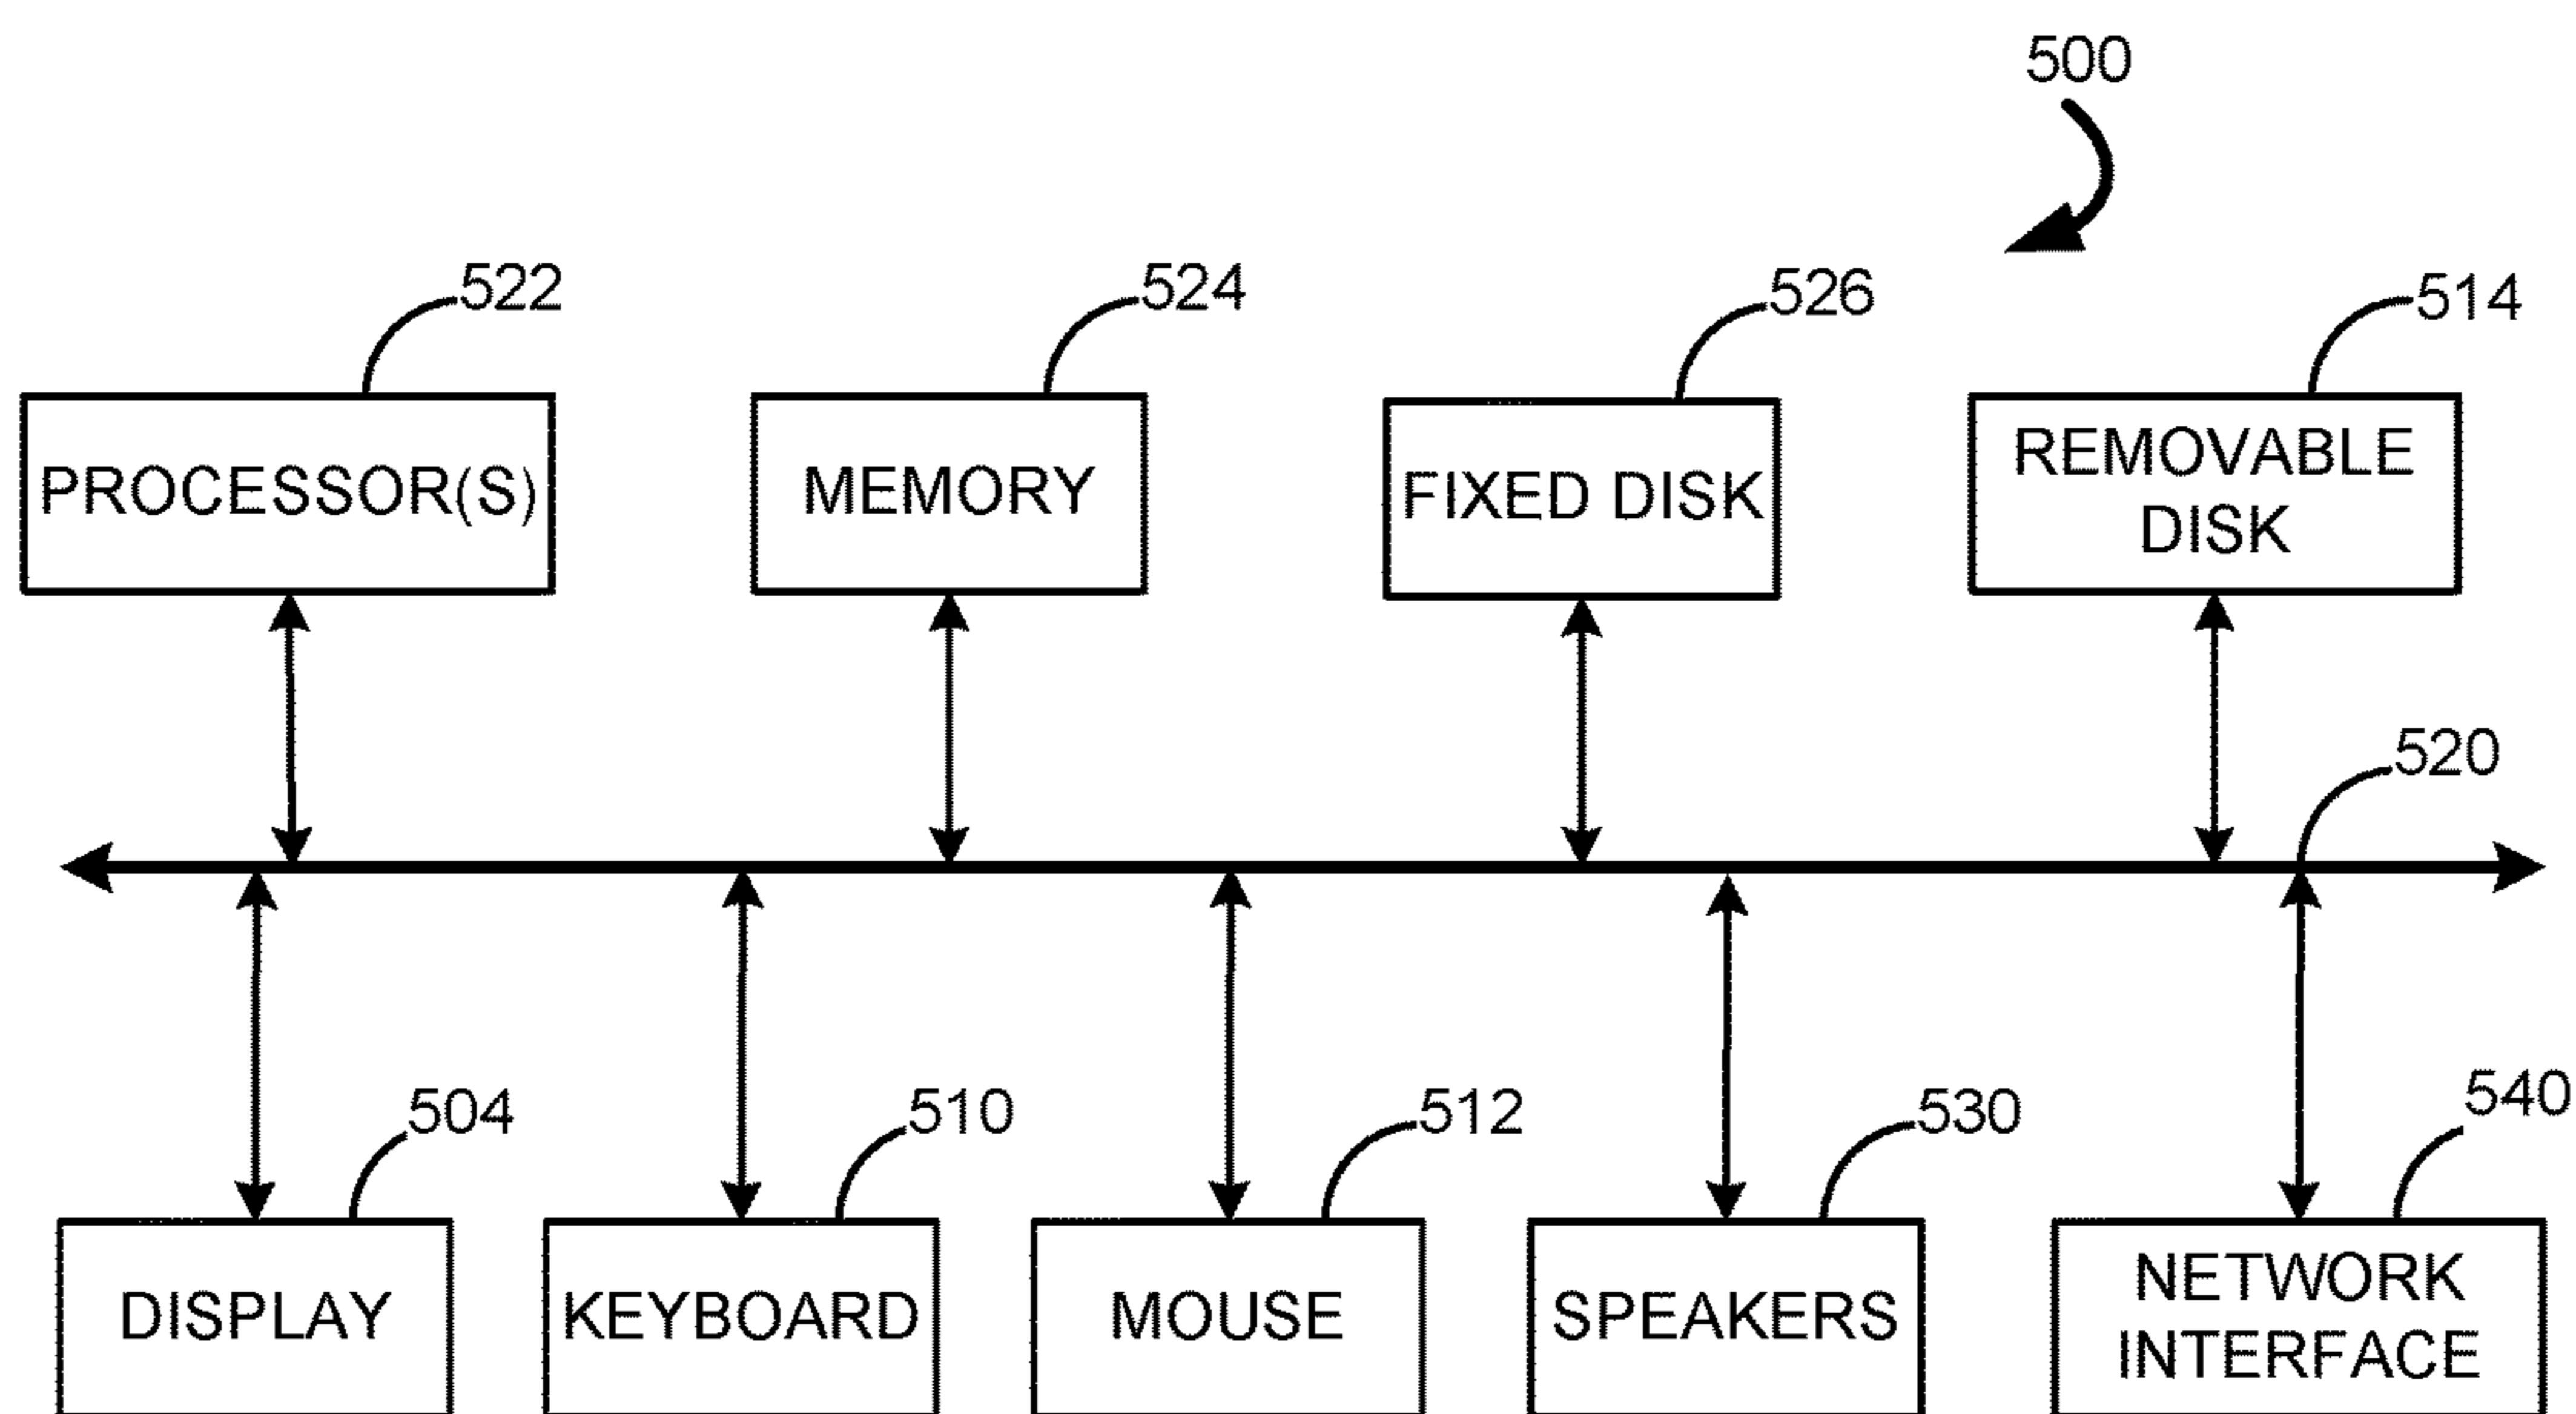 500
522
524
526
514
PROCESSOR(S)
MEMORY
FIXED DISK
REMOVABLE
DISK
520
504
510
512
530
540
DISPLAY
KEYBOARD
MOUSE
SPEAKERS
NETWORK
INTERFACE